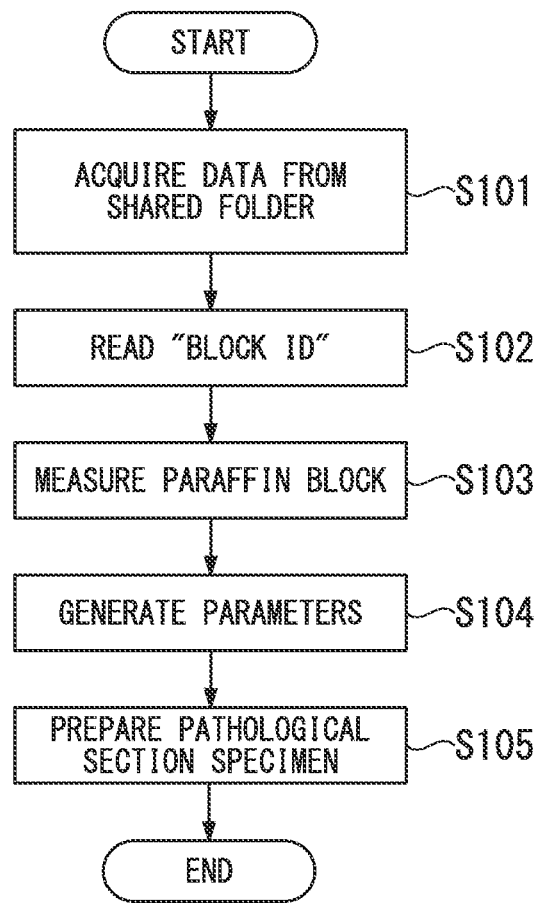 START
ACQUIRE DATA FROM
SHARED FOLDER
S101
READ "BLOCK ID"
S102
MEASURE PARAFFIN BLOCK
S103
GENERATE PARAMETERS
S104
PREPARE PATHOLOGICAL
SECTION SPECIMEN
S105
END